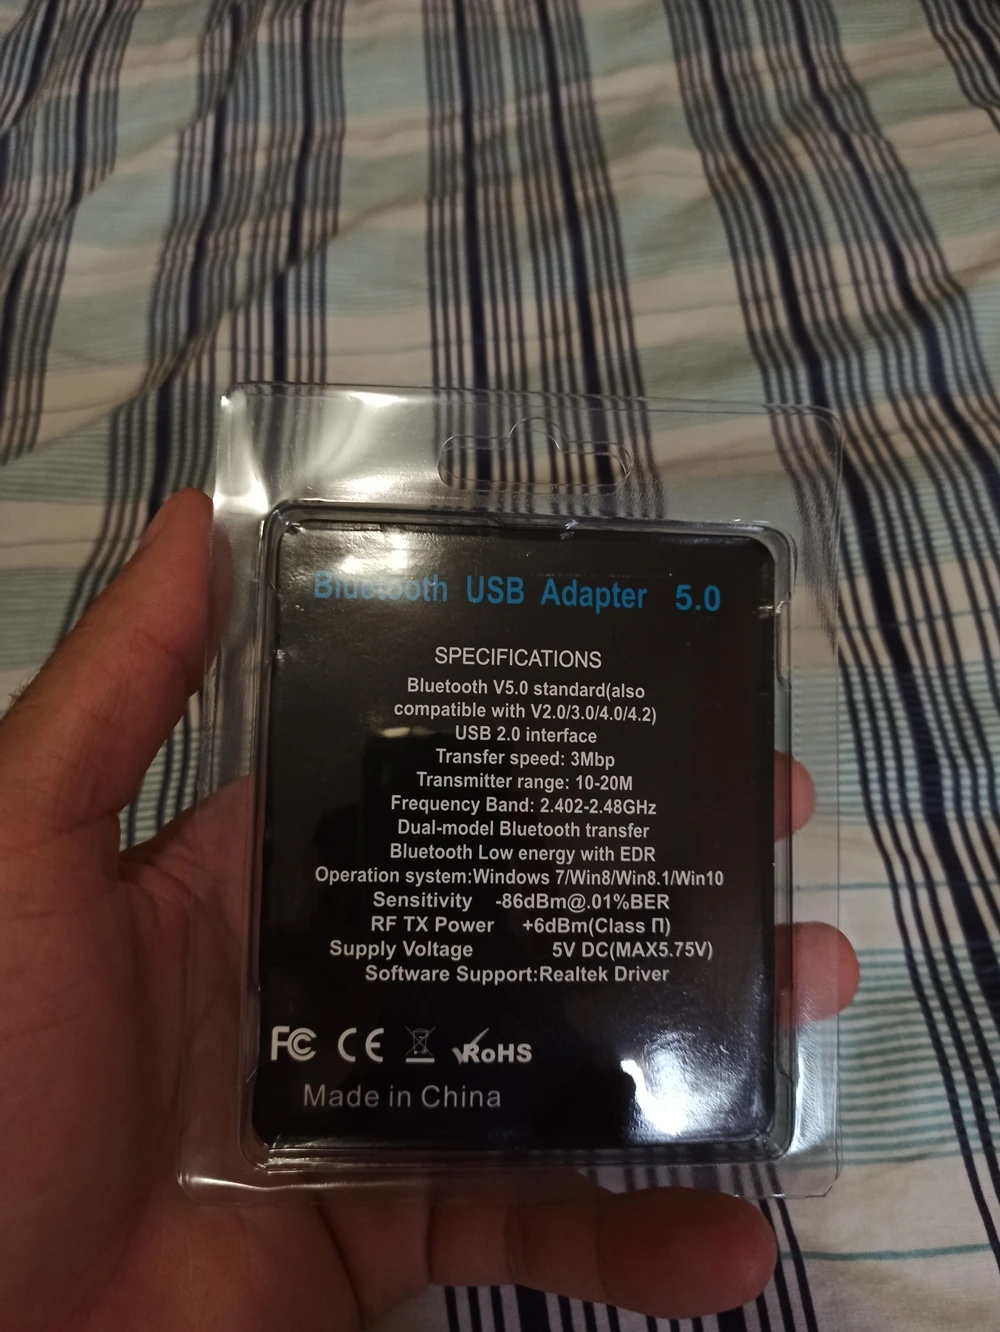 Bluetooth USB Adapter 5.0
SPECIFICATIONS
Bluetooth V5.0 standard(also
compatible with V2.0/3.0/4.0/4.2)
USB 2.0 interface
Transfer speed: 3Mbp
Transmitter range: 10-20M
Frequency Band: 2.402-2.48GHz
Dual-model Bluetooth transfer
Bluetooth Low energy with EDR
Operation system:Windows 7/Win8/Win8.1/Win10
Sensitivity -86dBm@.01%BER
RF TX Power +6dBm(Class Π)
Supply Voltage 5V DC(MAX5.75V)
Software Support:Realtek Driver
FC CE RoHS
Made in China